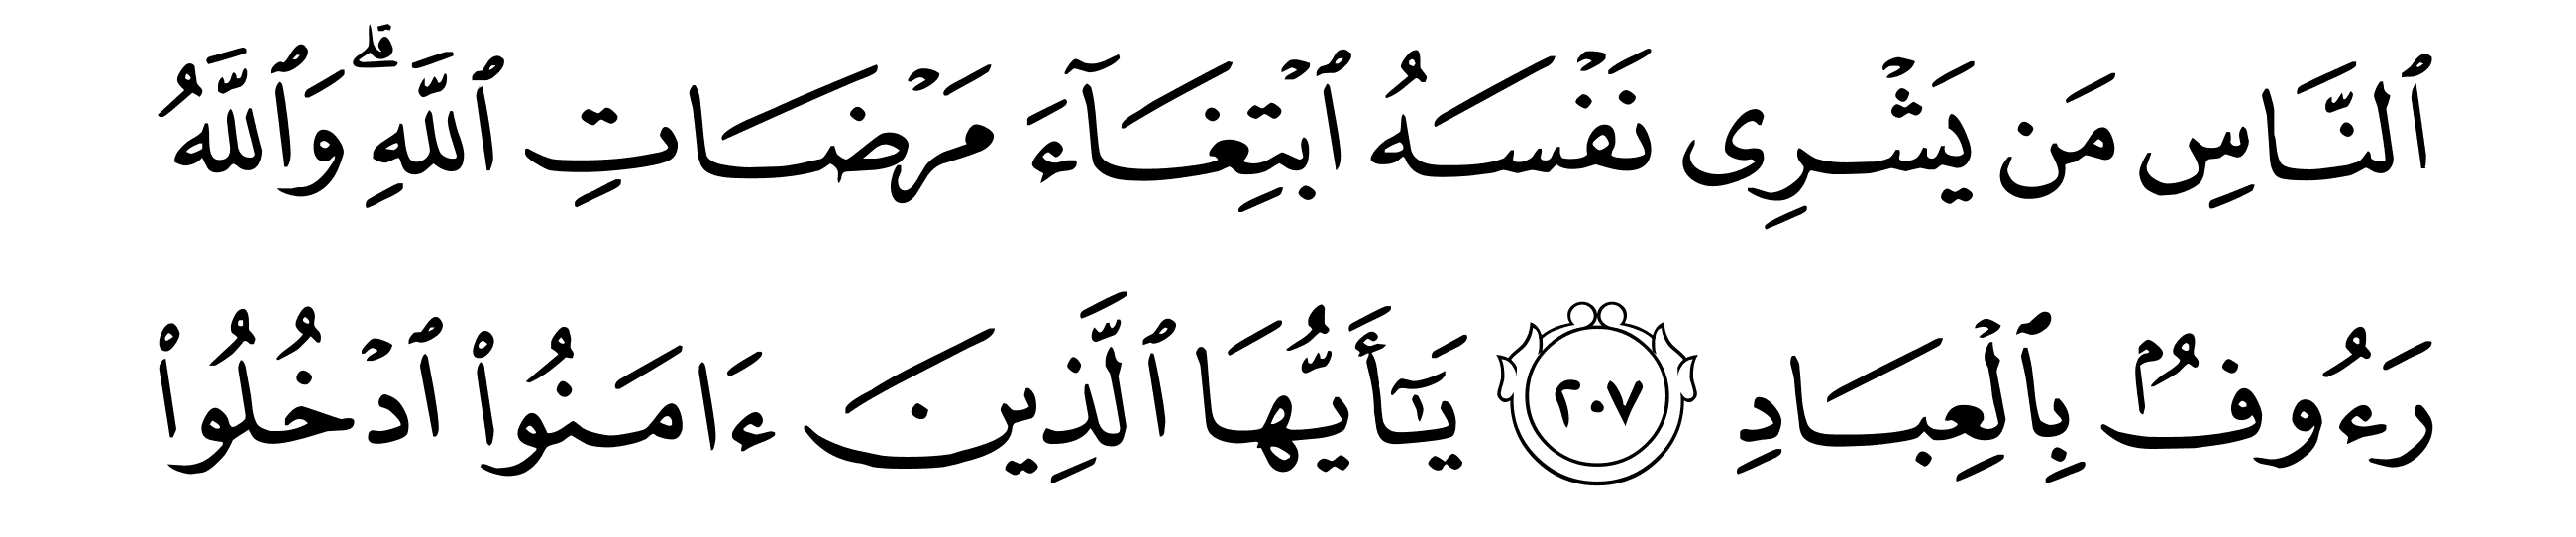 ٱلنَّاسِ مَن يَشْرِى نَفْسَهُ ٱبْتِغَآءَ مَرْضَاتِ ٱللَّهِۗ وَٱللَّهُ
رَءُوفٌۢ بِٱلْعِبَادِ ٢٠٧ يَـٰٓأَيُّهَا ٱلَّذِينَ ءَامَنُوا۟ ٱدْخُلُوا۟